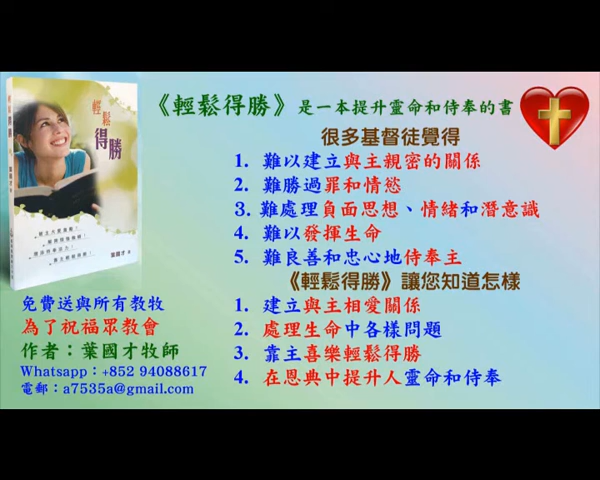 《輕鬆得勝》是一本提升靈命和侍奉的書
很多基督徒覺得
1. 難以建立與主親密的關係
2. 難勝過罪和情慾
3. 難處理負面思想、情緒和潛意識
4. 難以發揮生命
5. 難良善和忠心地侍奉主
《輕鬆得勝》讓您知道怎樣
1. 建立與主相愛關係
2. 處理生命中各樣問題
3. 靠主喜樂輕鬆得勝
4. 在恩典中提升人靈命和侍奉
輕鬆
得勝
葉國才
輕鬆得勝
免費送與所有教牧
為了祝福眾教會
作者：葉國才牧師
Whatsapp：+852 94088617
電郵：a7535a@gmail.com